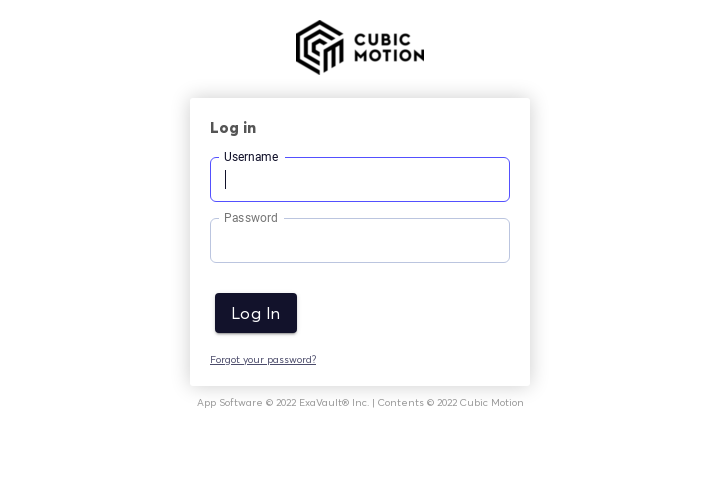 CUBIC
MOTION
Log in
Username
Password
Log In
Forgot your password?
App Software © 2022 ExaVault® Inc. | Contents © 2022 Cubic Motion